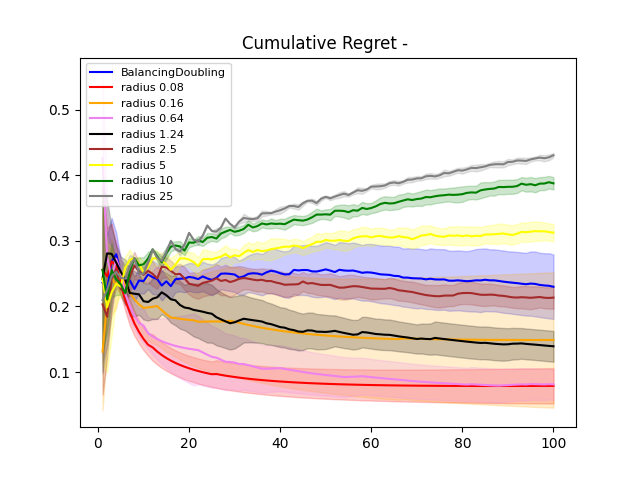 Cumulative Regret -
BalancingDoubling
radius 0.08
radius 0.16
radius 0.64
radius 1.24
radius 2.5
radius 5
radius 10
radius 25
0.5
0.4
0.3
0.2
0.1
0 20 40 60 80 100